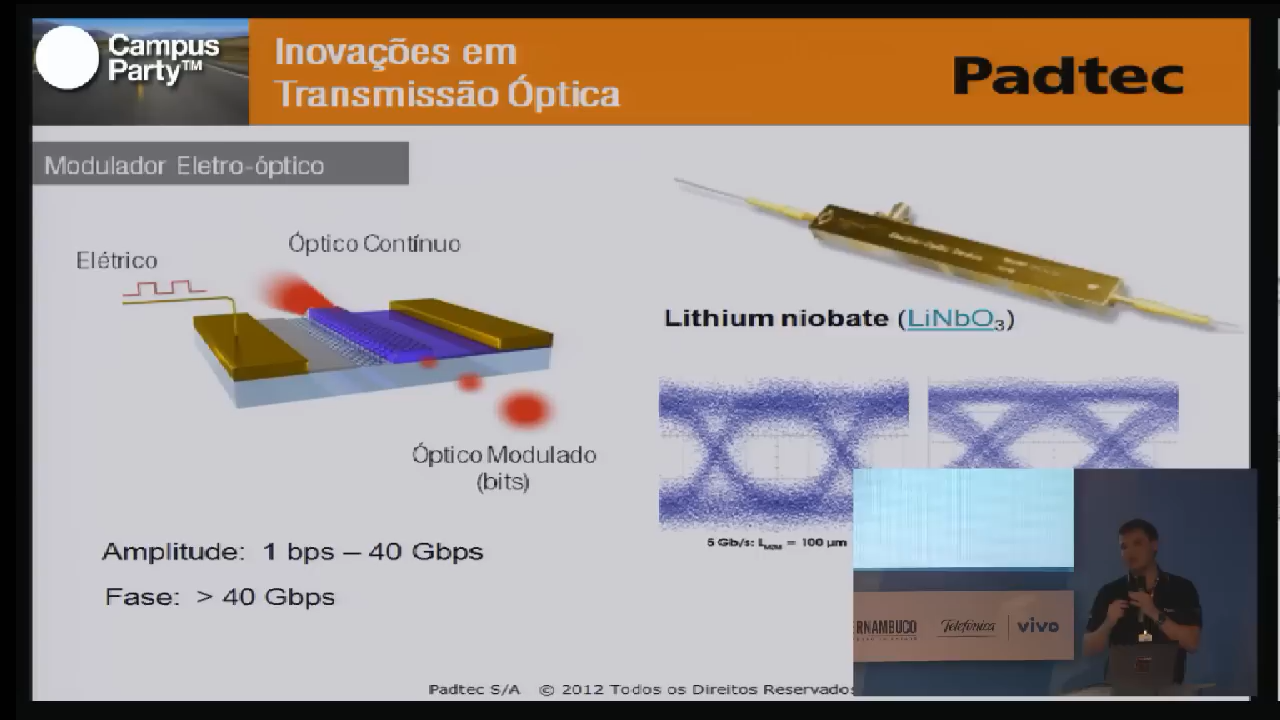 Campus
Party™
Inovações em
Transmissão Óptica
Padtec
Modulador Eletro-óptico
Óptico Contínuo
Elétrico
Lithium niobate (LiNbO₃)
Óptico Modulado
(bits)
5 Gb/s:
= 100 µm
Amplitude: 1 bps – 40 Gbps
Fase: > 40 Gbps
RNAMBUCO
Telefónica
vivo
Padtec S/A © 2012 Todos os Direitos Reservados